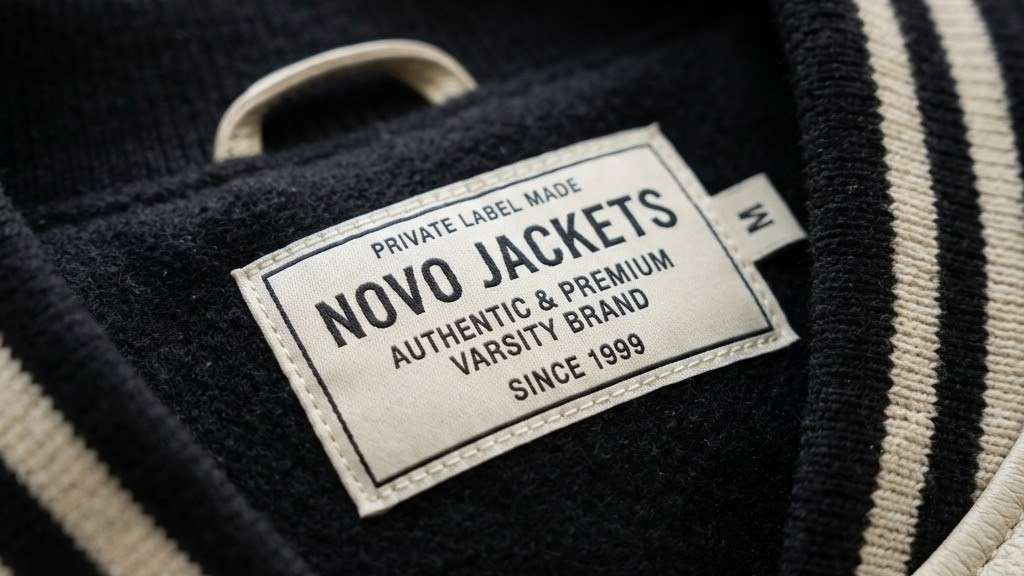 PRIVATE LABEL MADE
NOVO JACKETS
AUTHENTIC & PREMIUM
VARSITY BRAND
SINCE 1999
M